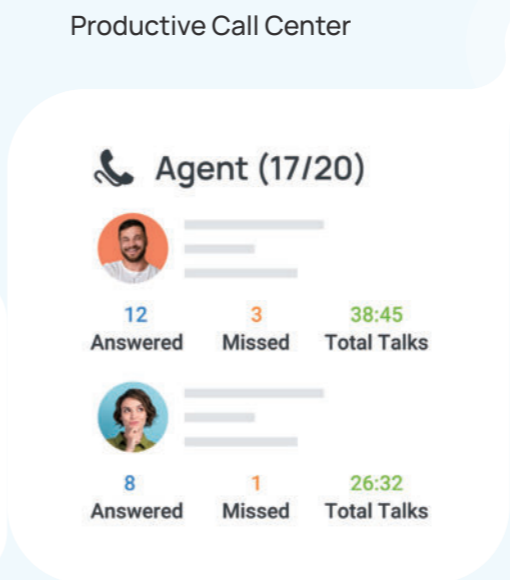 Productive Call Center
Agent (17/20)
12 3 38:45
Answered Missed Total Talks
8 1 26:32
Answered Missed Total Talks